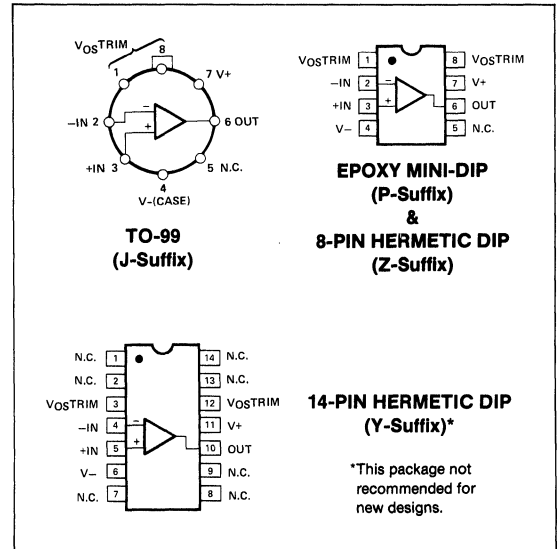 VOSTRIM
8
1
7 V+
–IN 2
–
+
6 OUT
+IN 3
5 N.C.
4
V–(CASE)
TO-99
(J-Suffix)
VOSTRIM 1
8 VOSTRIM
–IN 2
–
7 V+
+IN 3
+
6 OUT
V– 4
5 N.C.
EPOXY MINI-DIP
(P-Suffix)
&
8-PIN HERMETIC DIP
(Z-Suffix)
N.C. 1
14 N.C.
N.C. 2
13 N.C.
VOSTRIM 3
12 VOSTRIM
–IN 4
–
11 V+
+IN 5
+
10 OUT
V– 6
9 N.C.
N.C. 7
8 N.C.
14-PIN HERMETIC DIP
(Y-Suffix)*
*This package not
recommended for
new designs.